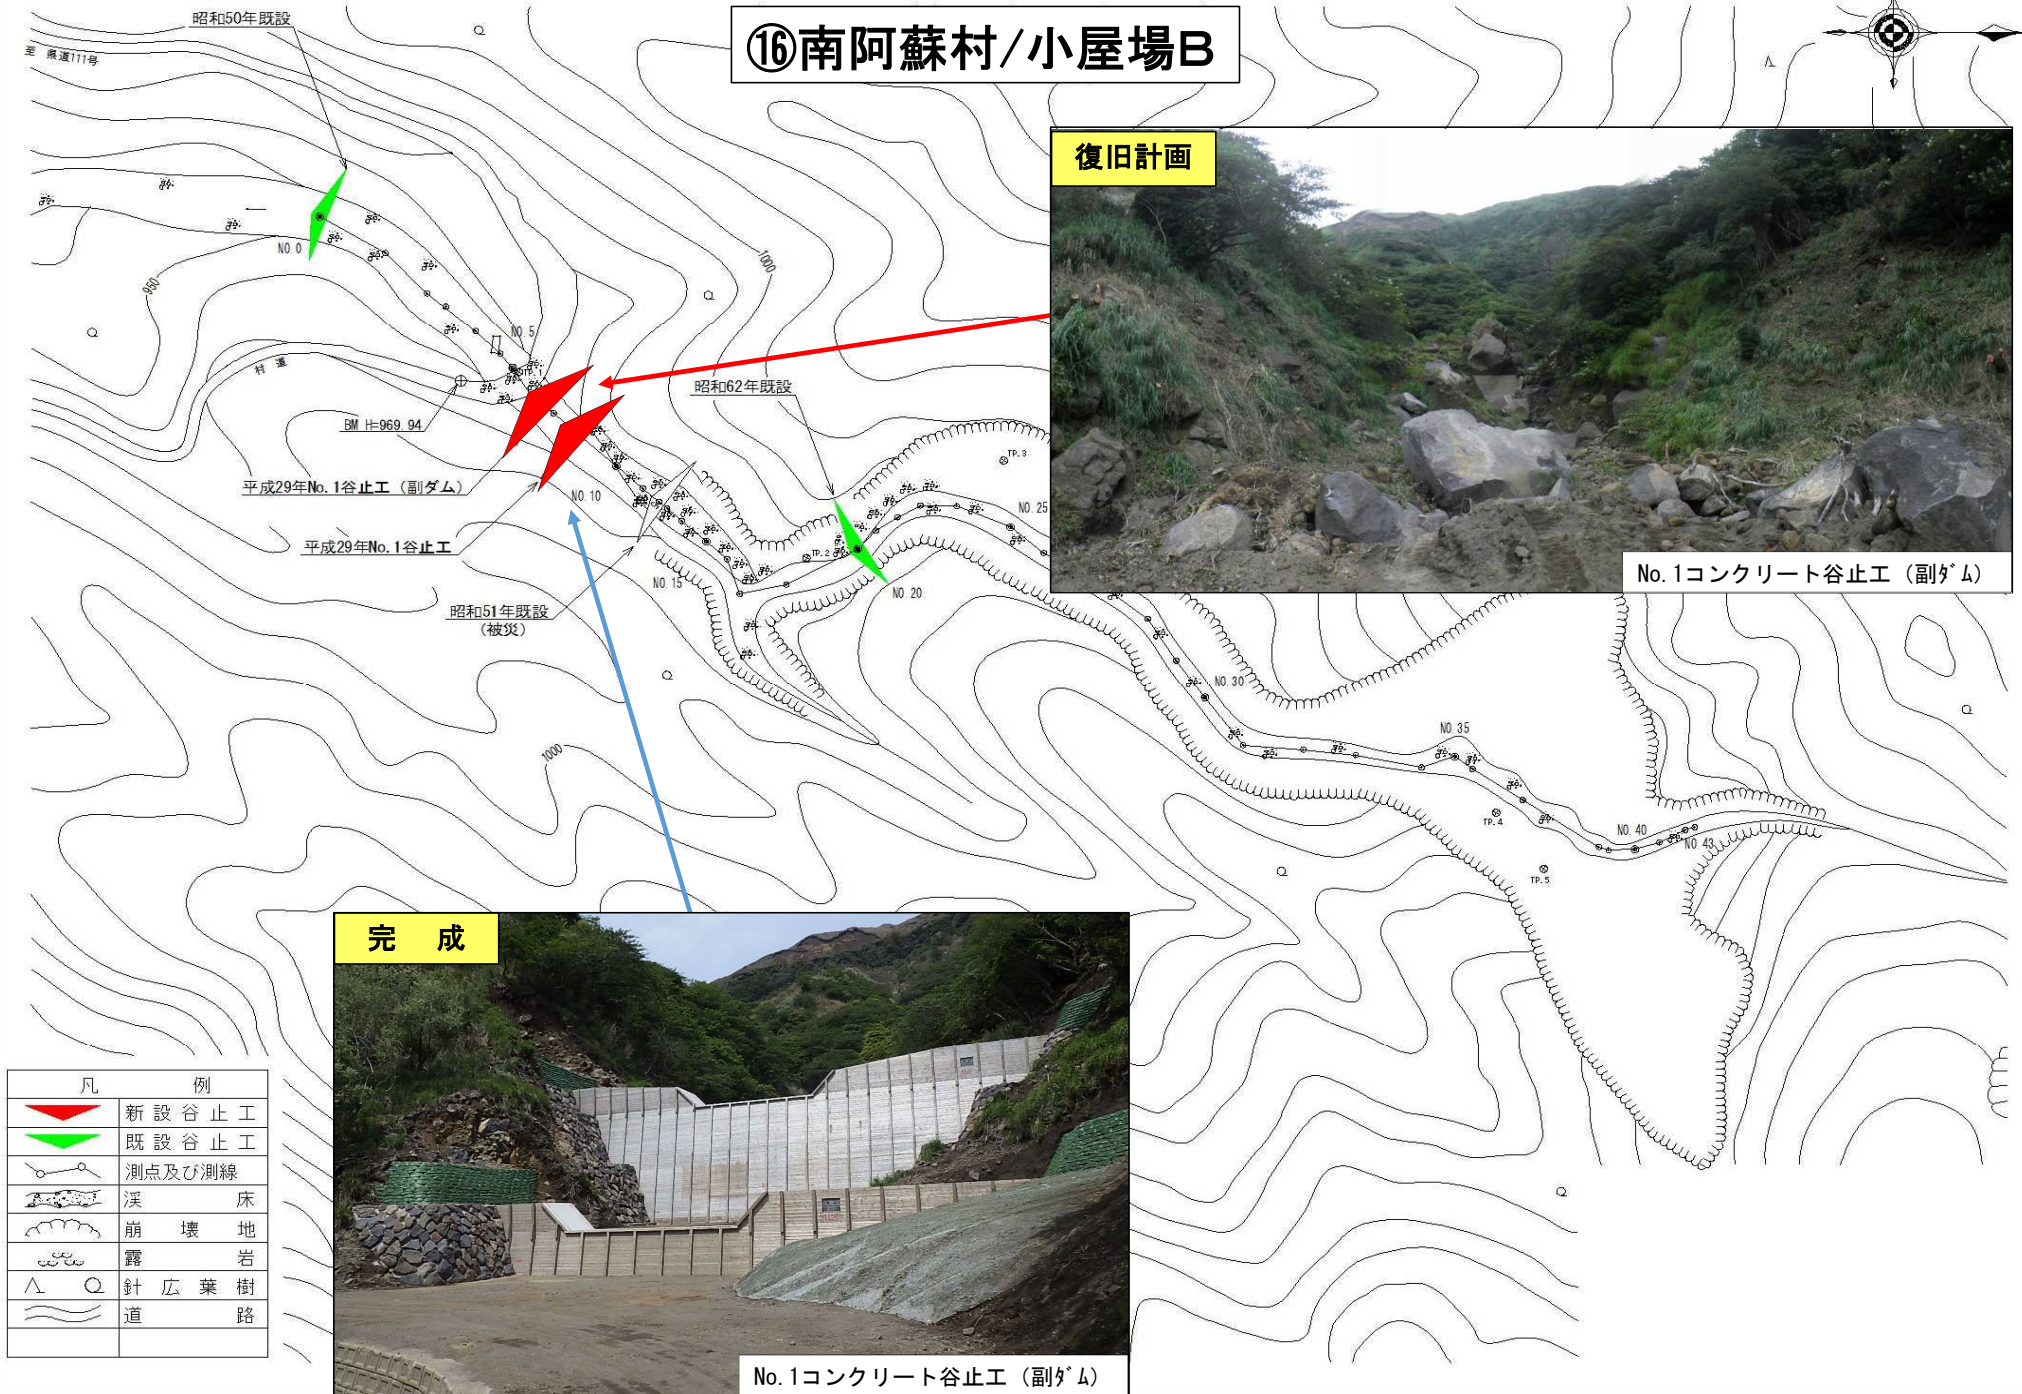 ⑯南阿蘇村/小屋場B
昭和50年既設
至 県道111号
復旧計画
NO.0
950
1000
NO.5
TP.1
村道
昭和62年既設
BM H=969.94
TP.3
平成29年No.1谷止工（副ダム）
NO.10
NO.25
平成29年No.1谷止工
TP.2
NO.15
NO.20
No.1コンクリート谷止工（副ダム）
昭和51年既設
（被災）
NO.30
NO.35
1000
TP.4
NO.40
NO.43
TP.5
完 成
凡 例
新設谷止工
既設谷止工
測点及び測線
渓床
崩壊地
露岩
針広葉樹
道路
No.1コンクリート谷止工（副ダム）